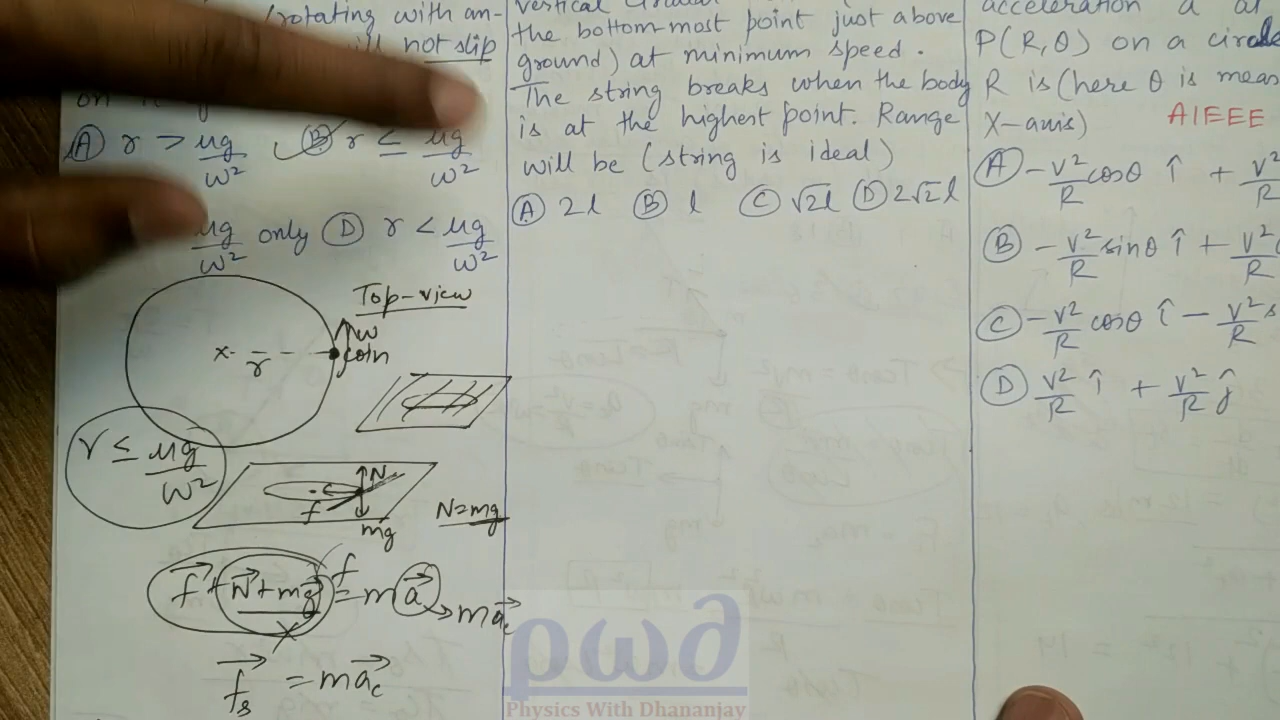 rotating with an-
not slip
(A) r > μg/ω² (B) r ≤ μg/ω²
μg/ω² only (D) r < μg/ω²
Top-view
ω
coin
r
r ≤ μg/ω²
N
f
mg
N=mg
f + N + mg = ma
f
mac
fs = mac
the bottom-most point just above
ground) at minimum speed.
The string breaks when the body
is at the highest point. Range
will be (string is ideal)
(A) 2l (B) l (C) √2l (D) 2√2l
acceleration a at
P(R,θ) on a circle
R is (here θ is meas
X-axis) AIEEE
(A) -v²/R cosθ î + v²/R
(B) -v²/R sinθ î + v²/R
(C) -v²/R cosθ î - v²/R s
(D) v²/R î + v²/R ĵ
pwd
Physics With Dhananjay